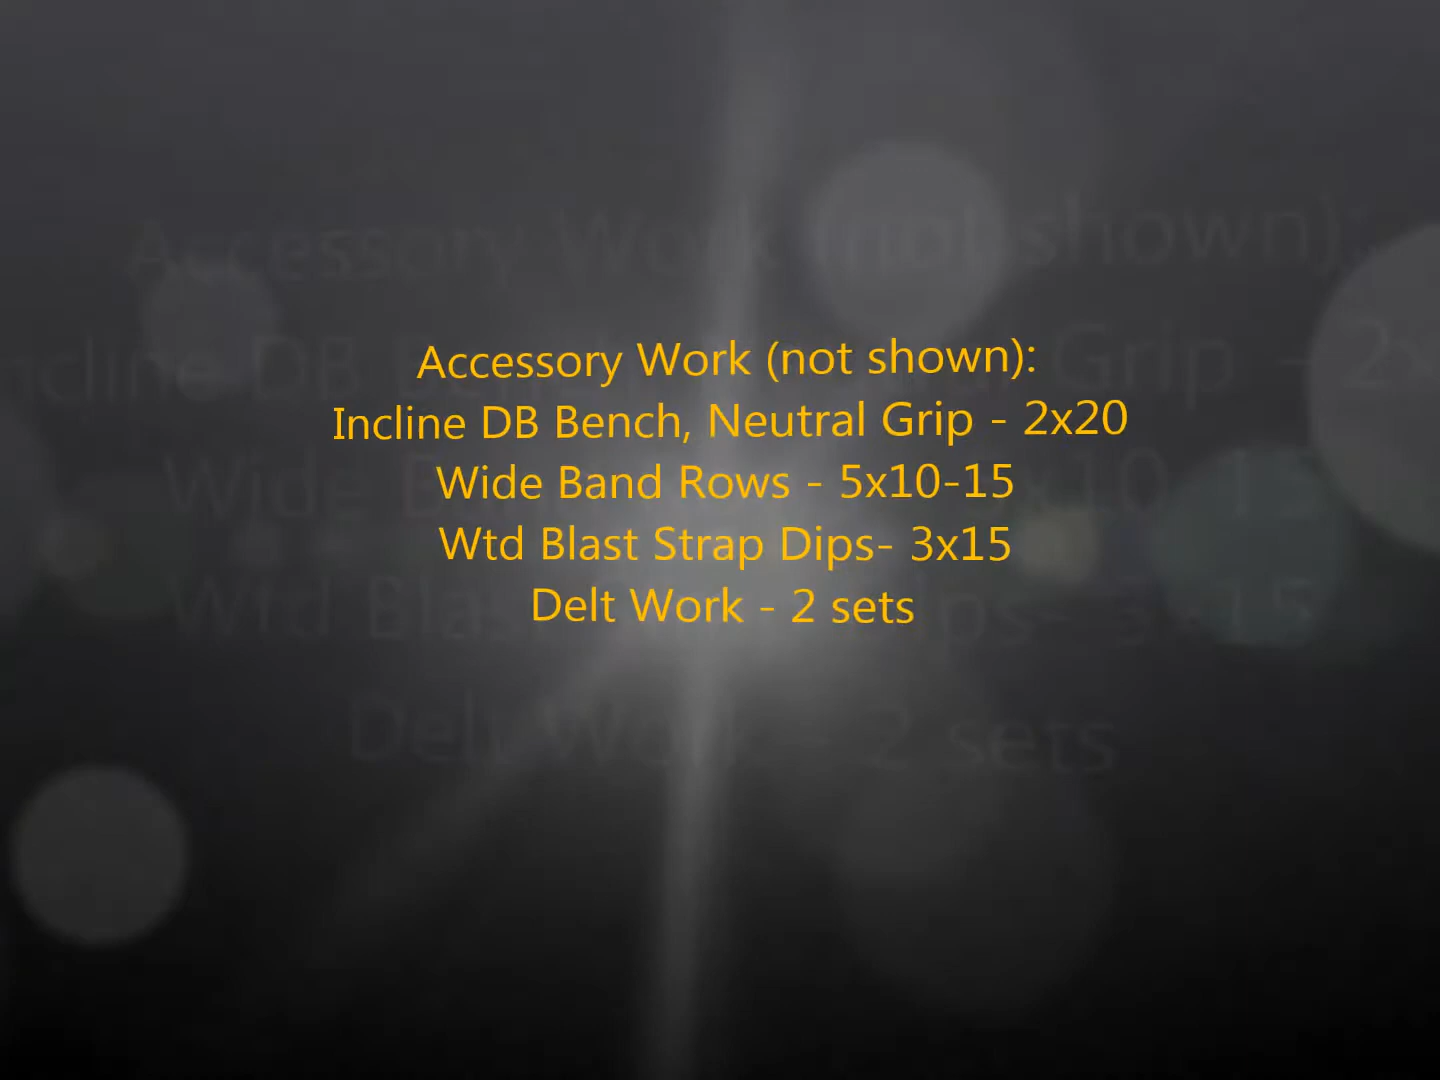 Accessory Work (not shown):
Incline DB Bench, Neutral Grip - 2x20
Wide Band Rows - 5x10-15
Wtd Blast Strap Dips- 3x15
Delt Work - 2 sets